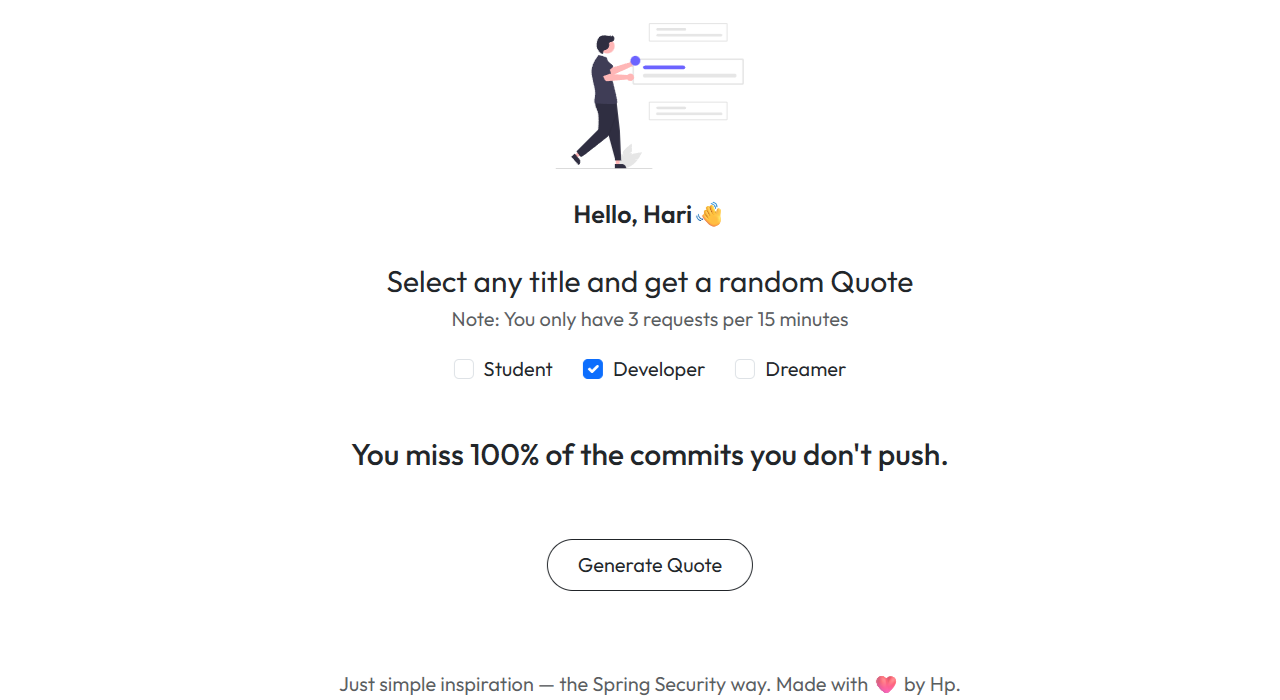 Hello, Hari 👋
Select any title and get a random Quote
Note: You only have 3 requests per 15 minutes
Student Developer Dreamer
You miss 100% of the commits you don't push.
Generate Quote
Just simple inspiration — the Spring Security way. Made with 💖 by Hp.